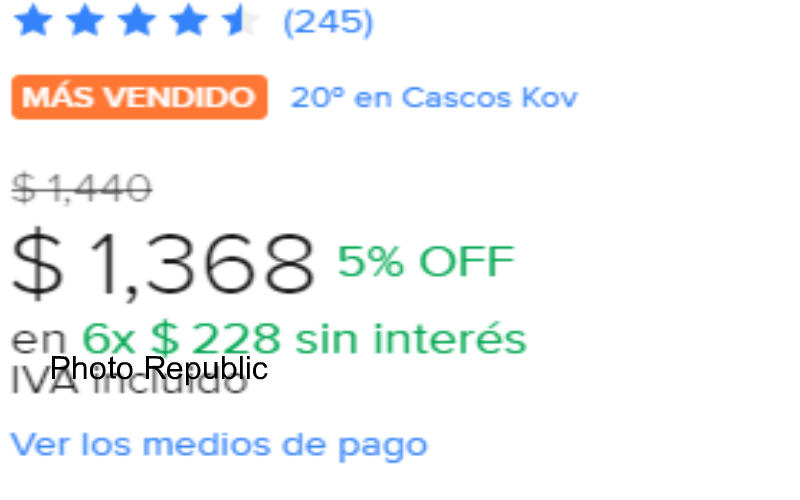 (245)
MÁS VENDIDO 20º en Cascos Kov
$ 1,440
$ 1,368 5% OFF
en 6x $ 228 sin interés
Photo Republic
IVA incluido
Ver los medios de pago